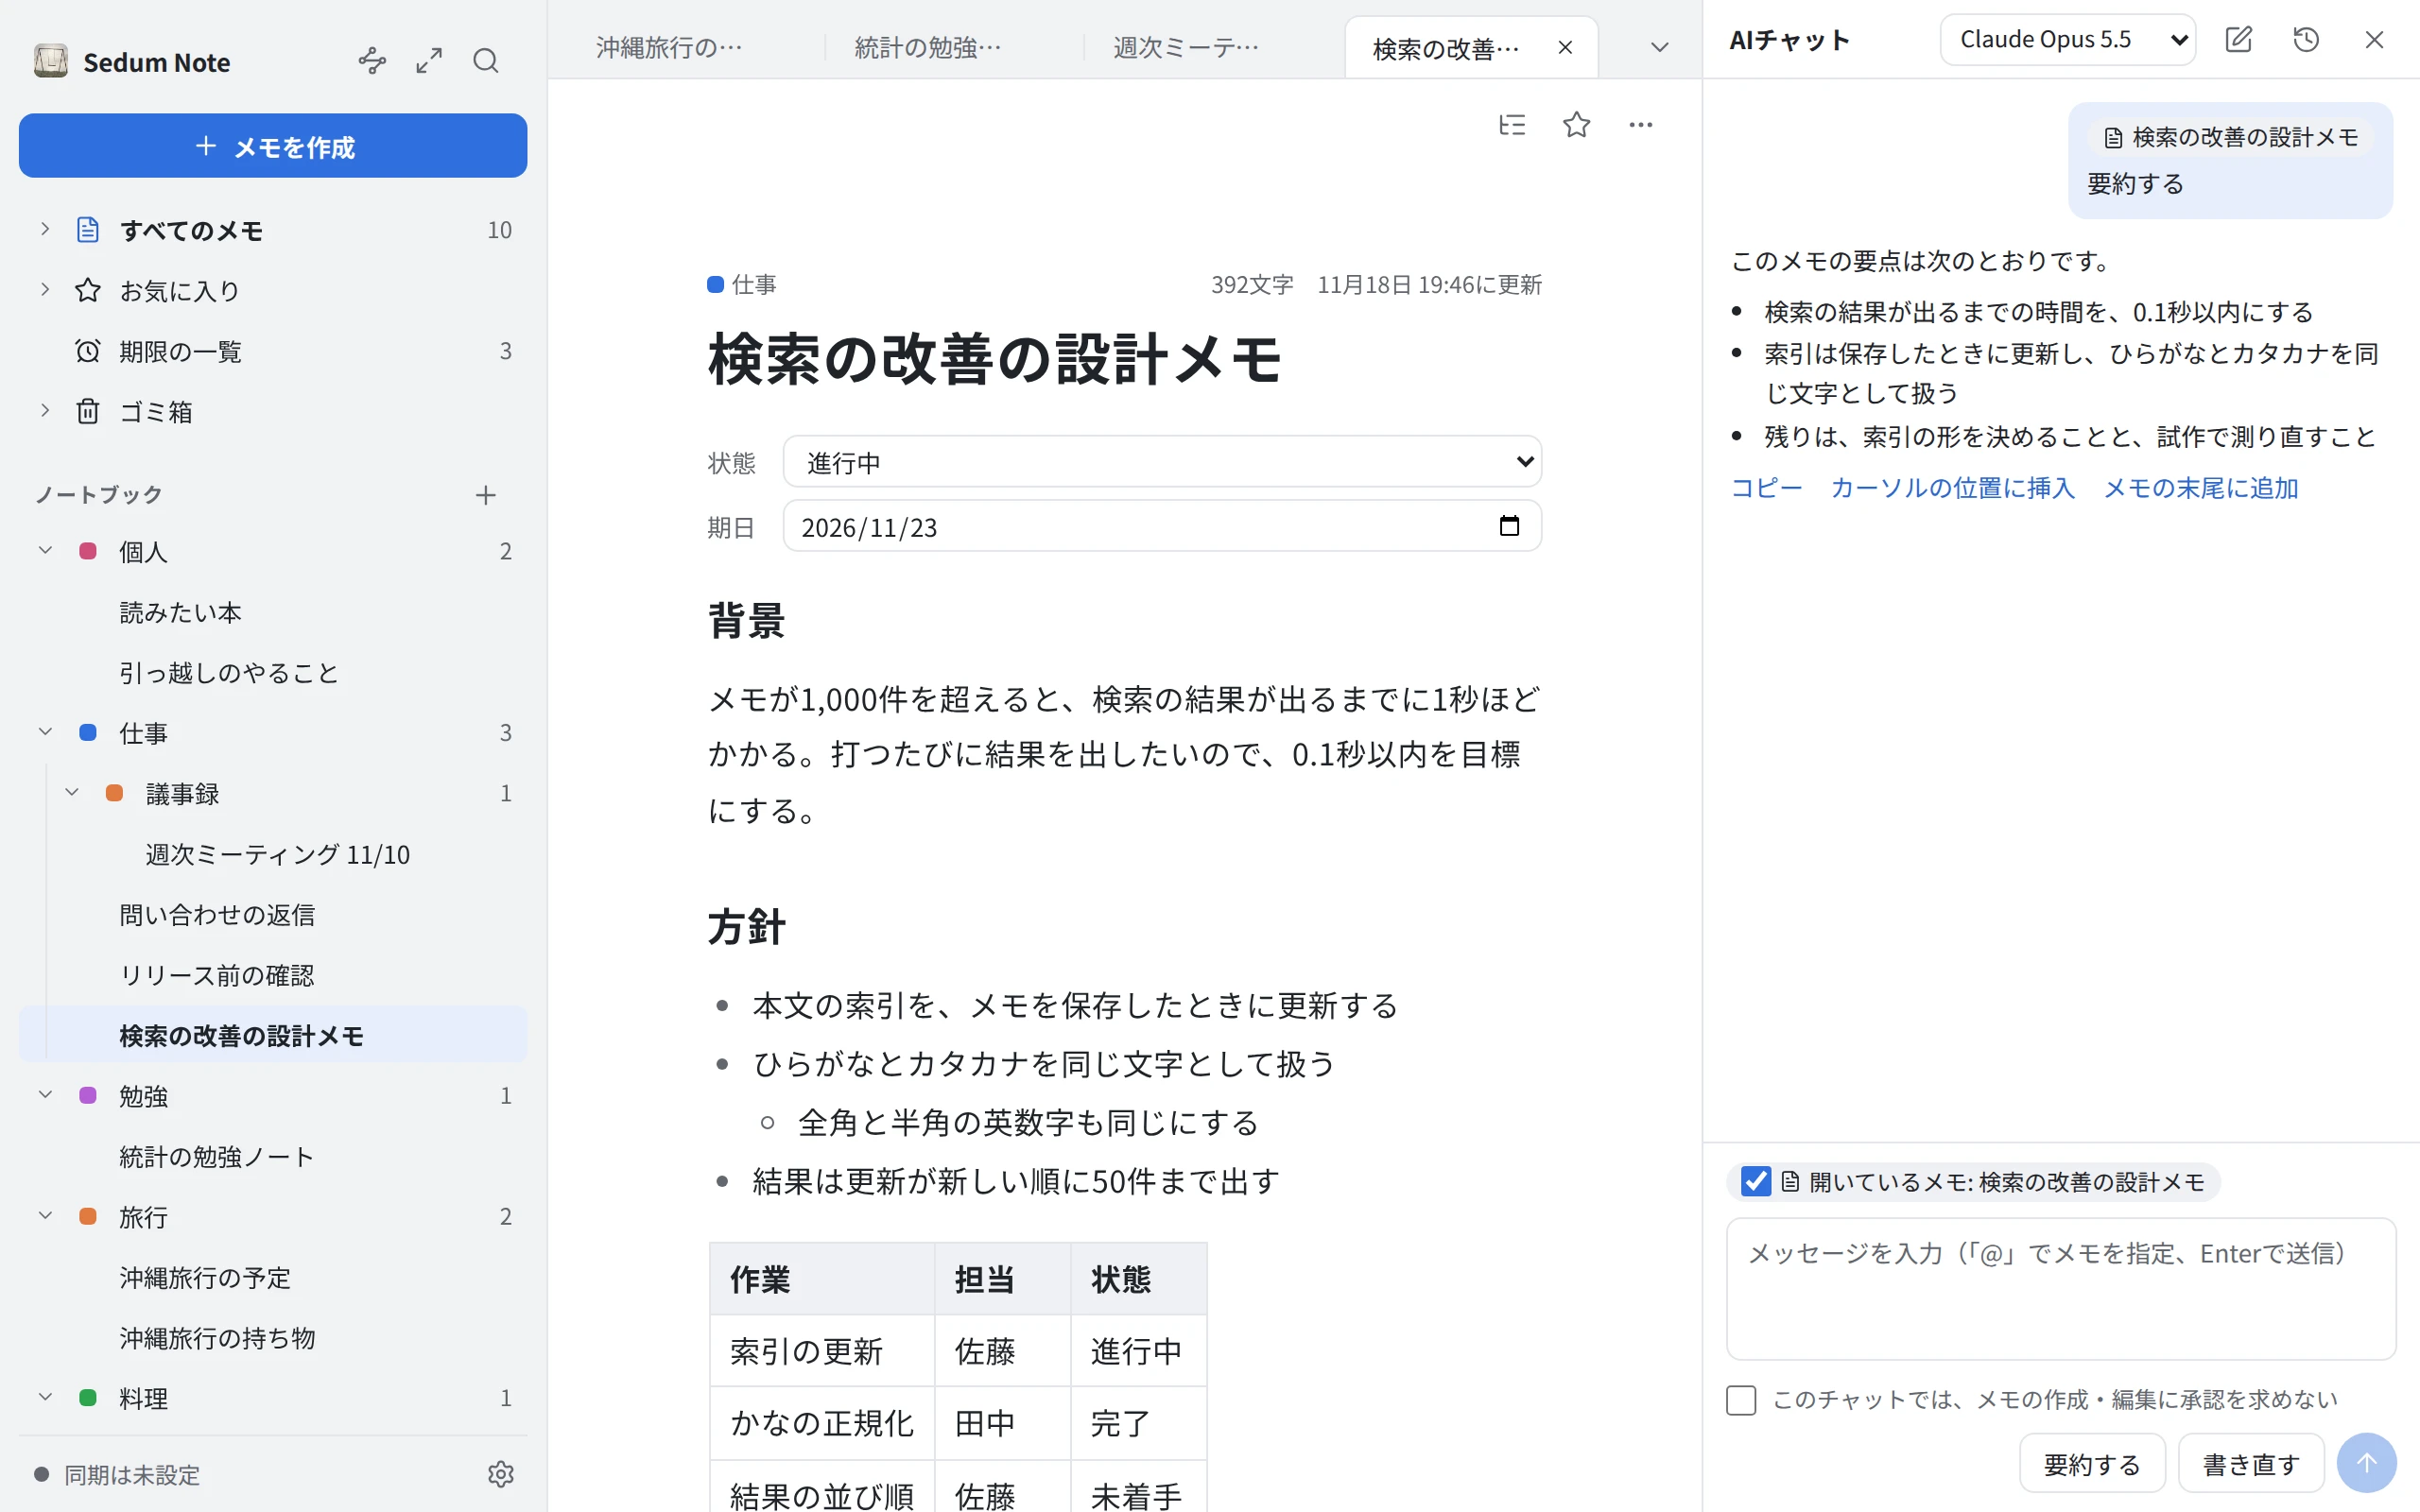 Sedum Note
メモを作成
すべてのメモ 10
お気に入り
期限の一覧 3
ゴミ箱
ノートブック
個人 2
読みたい本
引っ越しのやること
仕事 3
議事録 1
週次ミーティング 11/10
問い合わせの返信
リリース前の確認
検索の改善の設計メモ
勉強 1
統計の勉強ノート
旅行 2
沖縄旅行の予定
沖縄旅行の持ち物
料理 1
同期は未設定
沖縄旅行の… 統計の勉強… 週次ミーテ… 検索の改善…
仕事 392文字 11月18日 19:46に更新
検索の改善の設計メモ
状態 進行中
期日 2026/11/23
背景
メモが1,000件を超えると、検索の結果が出るまでに1秒ほど
かかる。打つたびに結果を出したいので、0.1秒以内を目標
にする。
方針
本文の索引を、メモを保存したときに更新する
ひらがなとカタカナを同じ文字として扱う
全角と半角の英数字も同じにする
結果は更新が新しい順に50件まで出す
作業 担当 状態
索引の更新 佐藤 進行中
かなの正規化 田中 完了
結果の並び順 佐藤 未着手
AIチャット Claude Opus 5.5
検索の改善の設計メモ
要約する
このメモの要点は次のとおりです。
検索の結果が出るまでの時間を、0.1秒以内にする
索引は保存したときに更新し、ひらがなとカタカナを同
じ文字として扱う
残りは、索引の形を決めることと、試作で測り直すこと
コピー カーソルの位置に挿入 メモの末尾に追加
開いているメモ: 検索の改善の設計メモ
メッセージを入力（「@」でメモを指定、Enterで送信）
このチャットでは、メモの作成・編集に承認を求めない
要約する 書き直す